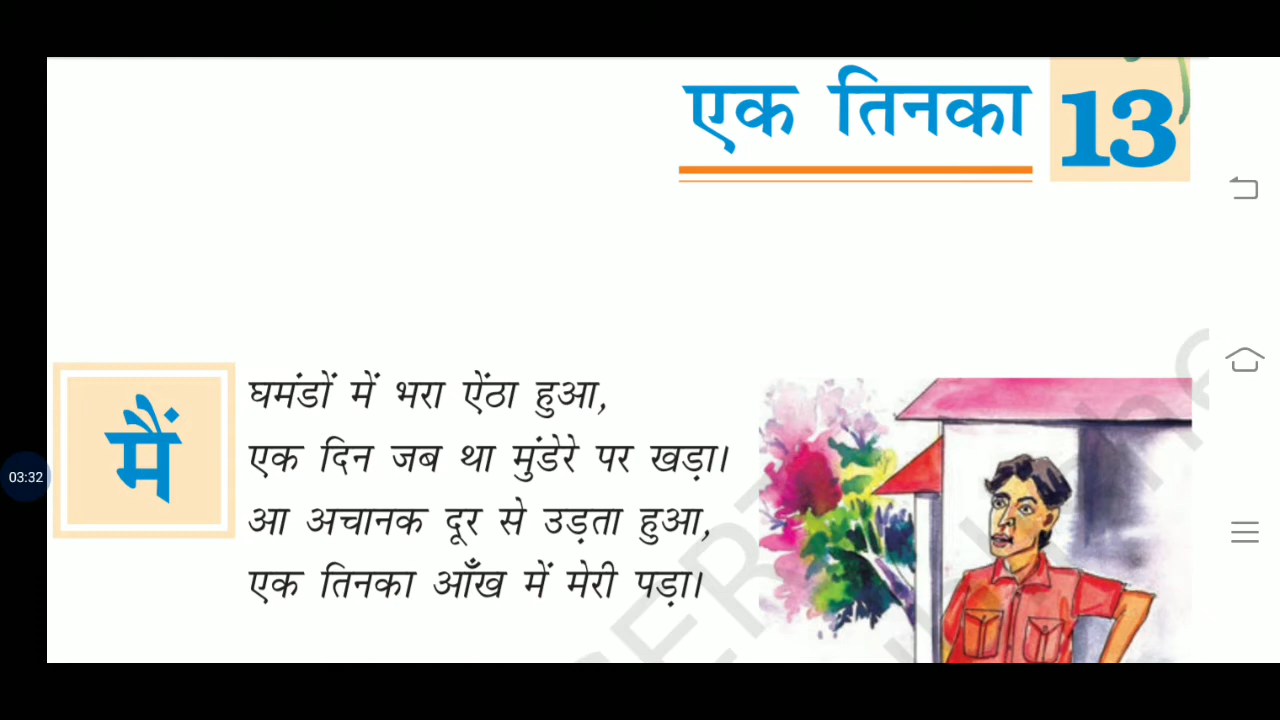 एक तिनका 13
मैं
घमंडों में भरा ऐंठा हुआ,
एक दिन जब था मुंडेरे पर खड़ा।
आ अचानक दूर से उड़ता हुआ,
एक तिनका आँख में मेरी पड़ा।
03:32